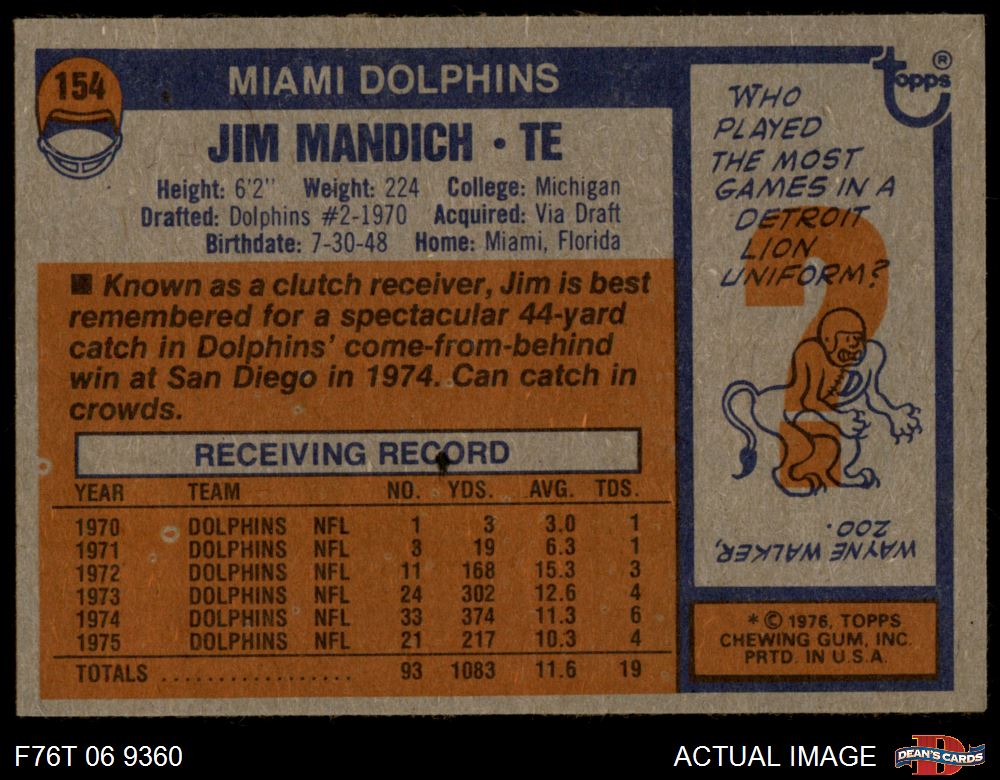 154
MIAMI DOLPHINS
JIM MANDICH • TE
Height: 6'2" Weight: 224 College: Michigan
Drafted: Dolphins #2-1970 Acquired: Via Draft
Birthdate: 7-30-48 Home: Miami, Florida
■ Known as a clutch receiver, Jim is best
remembered for a spectacular 44-yard
catch in Dolphins' come-from-behind
win at San Diego in 1974. Can catch in
crowds.
RECEIVING RECORD
YEAR TEAM NO. YDS. AVG. TDS.
1970 DOLPHINS NFL 1 3 3.0 1
1971 DOLPHINS NFL 3 19 6.3 1
1972 DOLPHINS NFL 11 168 15.3 3
1973 DOLPHINS NFL 24 302 12.6 4
1974 DOLPHINS NFL 33 374 11.3 6
1975 DOLPHINS NFL 21 217 10.3 4
TOTALS .................. 93 1083 11.6 19
topps ®
WHO
PLAYED
THE MOST
GAMES IN A
DETROIT
LION
UNIFORM?
?
D
WAYNE WALKER,
200.
* © 1976, TOPPS
CHEWING GUM, INC.
PRTD. IN U.S.A.
F76T 06 9360
ACTUAL IMAGE
D
DEAN'S CARDS